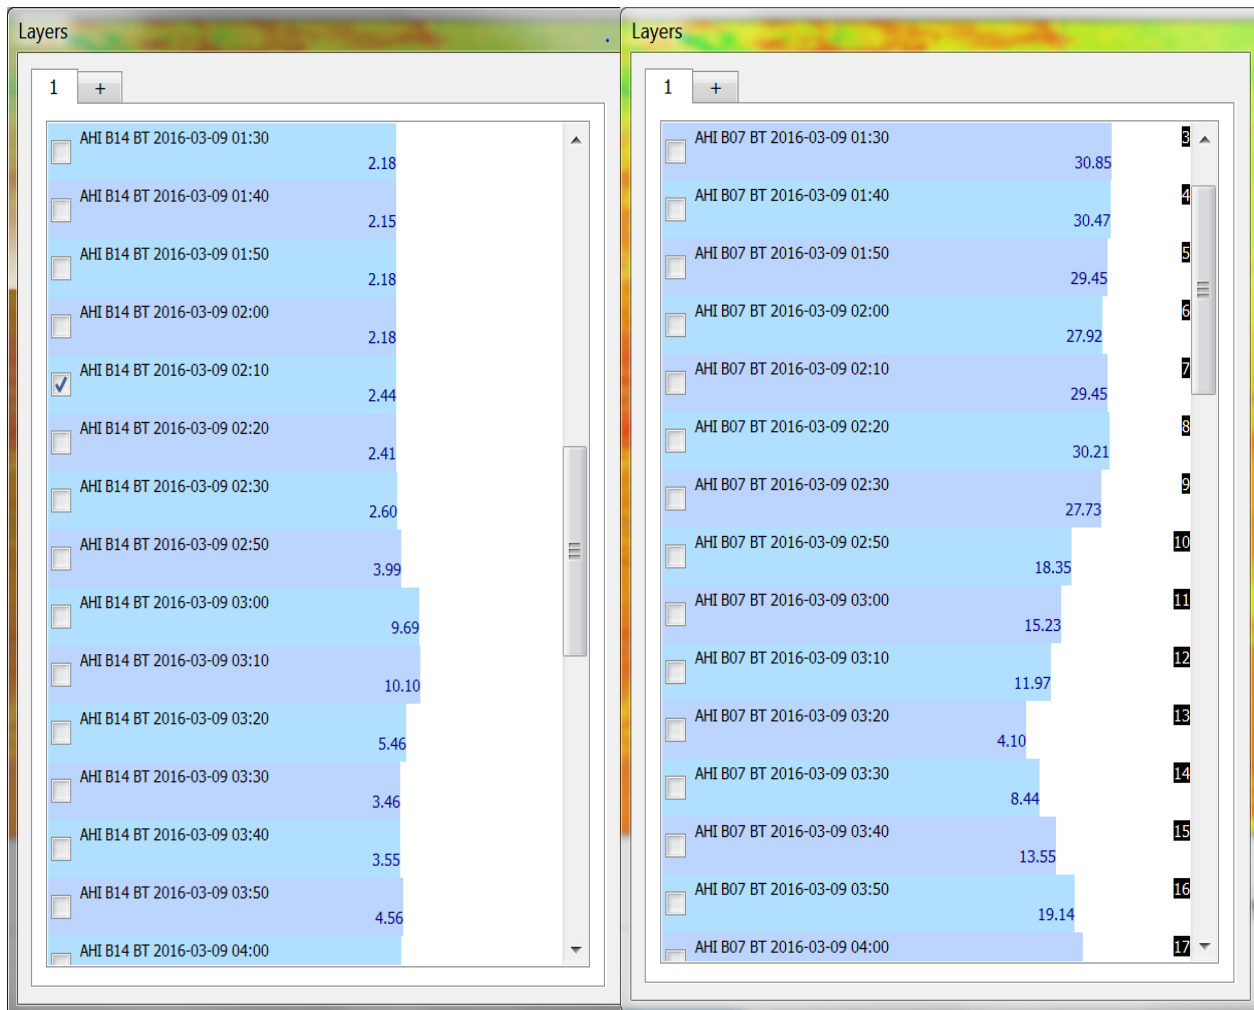 Layers
1 +
AHI B14 BT 2016-03-09 01:30
2.18
AHI B14 BT 2016-03-09 01:40
2.15
AHI B14 BT 2016-03-09 01:50
2.18
AHI B14 BT 2016-03-09 02:00
2.18
AHI B14 BT 2016-03-09 02:10
2.44
AHI B14 BT 2016-03-09 02:20
2.41
AHI B14 BT 2016-03-09 02:30
2.60
AHI B14 BT 2016-03-09 02:50
3.99
AHI B14 BT 2016-03-09 03:00
9.69
AHI B14 BT 2016-03-09 03:10
10.10
AHI B14 BT 2016-03-09 03:20
5.46
AHI B14 BT 2016-03-09 03:30
3.46
AHI B14 BT 2016-03-09 03:40
3.55
AHI B14 BT 2016-03-09 03:50
4.56
AHI B14 BT 2016-03-09 04:00
Layers
1 +
AHI B07 BT 2016-03-09 01:30 3
30.85
AHI B07 BT 2016-03-09 01:40 4
30.47
AHI B07 BT 2016-03-09 01:50 5
29.45
AHI B07 BT 2016-03-09 02:00 6
27.92
AHI B07 BT 2016-03-09 02:10 7
29.45
AHI B07 BT 2016-03-09 02:20 8
30.21
AHI B07 BT 2016-03-09 02:30 9
27.73
AHI B07 BT 2016-03-09 02:50 10
18.35
AHI B07 BT 2016-03-09 03:00 11
15.23
AHI B07 BT 2016-03-09 03:10 12
11.97
AHI B07 BT 2016-03-09 03:20 13
4.10
AHI B07 BT 2016-03-09 03:30 14
8.44
AHI B07 BT 2016-03-09 03:40 15
13.55
AHI B07 BT 2016-03-09 03:50 16
19.14
AHI B07 BT 2016-03-09 04:00 17